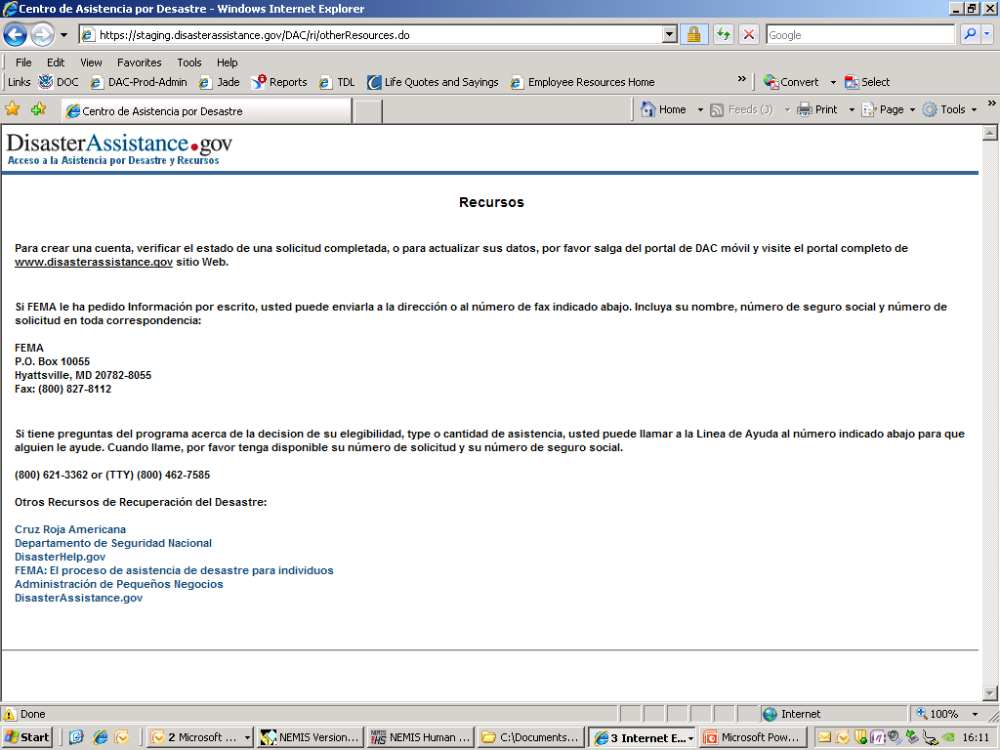 Centro de Asistencia por Desastre - Windows Internet Explorer
https://staging.disasterassistance.gov/DAC/ri/otherResources.do
Google
File Edit View Favorites Tools Help
Links DOC DAC-Prod-Admin Jade Reports TDL Life Quotes and Sayings Employee Resources Home » Convert Select
Centro de Asistencia por Desastre
Home Feeds (J) Print Page Tools »
DisasterAssistance.gov
Acceso a la Asistencia por Desastre y Recursos
Recursos
Para crear una cuenta, verificar el estado de una solicitud completada, o para actualizar sus datos, por favor salga del portal de DAC móvil y visite el portal completo de
www.disasterassistance.gov sitio Web.
Si FEMA le ha pedido Información por escrito, usted puede enviarla a la dirección o al número de fax indicado abajo. Incluya su nombre, número de seguro social y número de
solicitud en toda correspondencia:
FEMA
P.O. Box 10055
Hyattsville, MD 20782-8055
Fax: (800) 827-8112
Si tiene preguntas del programa acerca de la decision de su elegibilidad, type o cantidad de asistencia, usted puede llamar a la Linea de Ayuda al número indicado abajo para que
alguien le ayude. Cuando llame, por favor tenga disponible su número de solicitud y su número de seguro social.
(800) 621-3362 or (TTY) (800) 462-7585
Otros Recursos de Recuperación del Desastre:
Cruz Roja Americana
Departamento de Seguridad Nacional
DisasterHelp.gov
FEMA: El proceso de asistencia de desastre para individuos
Administración de Pequeños Negocios
DisasterAssistance.gov
Done Internet 100%
Start 2 Microsoft ... NEMIS Version... NEMIS Human ... C:\Documents... 3 Internet E... Microsoft Pow... 16:11